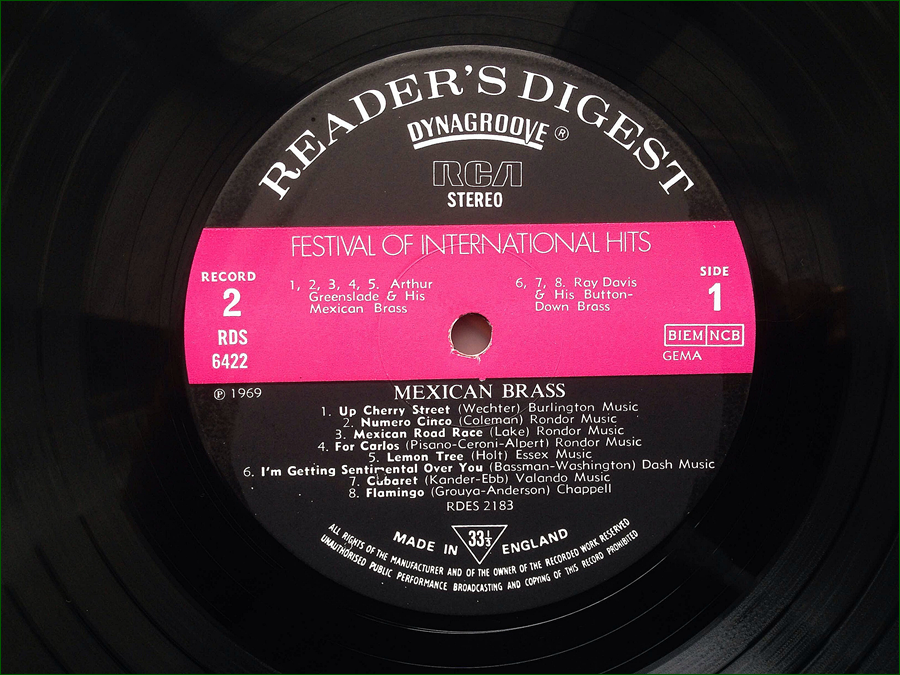 READER'S DIGEST
DYNAGROOVE ®
RCA
STEREO
FESTIVAL OF INTERNATIONAL HITS
RECORD
2
RDS
6422
1, 2, 3, 4, 5. Arthur
Greenslade & His
Mexican Brass
6, 7, 8. Ray Davis
& His Button-
Down Brass
SIDE
1
BIEM NCB
GEMA
℗ 1969
MEXICAN BRASS
1. Up Cherry Street (Wechter) Burlington Music
2. Numero Cinco (Coleman) Rondor Music
3. Mexican Road Race (Lake) Rondor Music
4. For Carlos (Pisano-Ceroni-Alpert) Rondor Music
5. Lemon Tree (Holt) Essex Music
6. I'm Getting Sentimental Over You (Bassman-Washington) Dash Music
7. Cabaret (Kander-Ebb) Valando Music
8. Flamingo (Grouya-Anderson) Chappell
RDES 2183
MADE IN 33⅓ ENGLAND
ALL RIGHTS OF THE MANUFACTURER AND OF THE OWNER OF THE RECORDED WORK RESERVED
UNAUTHORISED PUBLIC PERFORMANCE BROADCASTING AND COPYING OF THIS RECORD PROHIBITED